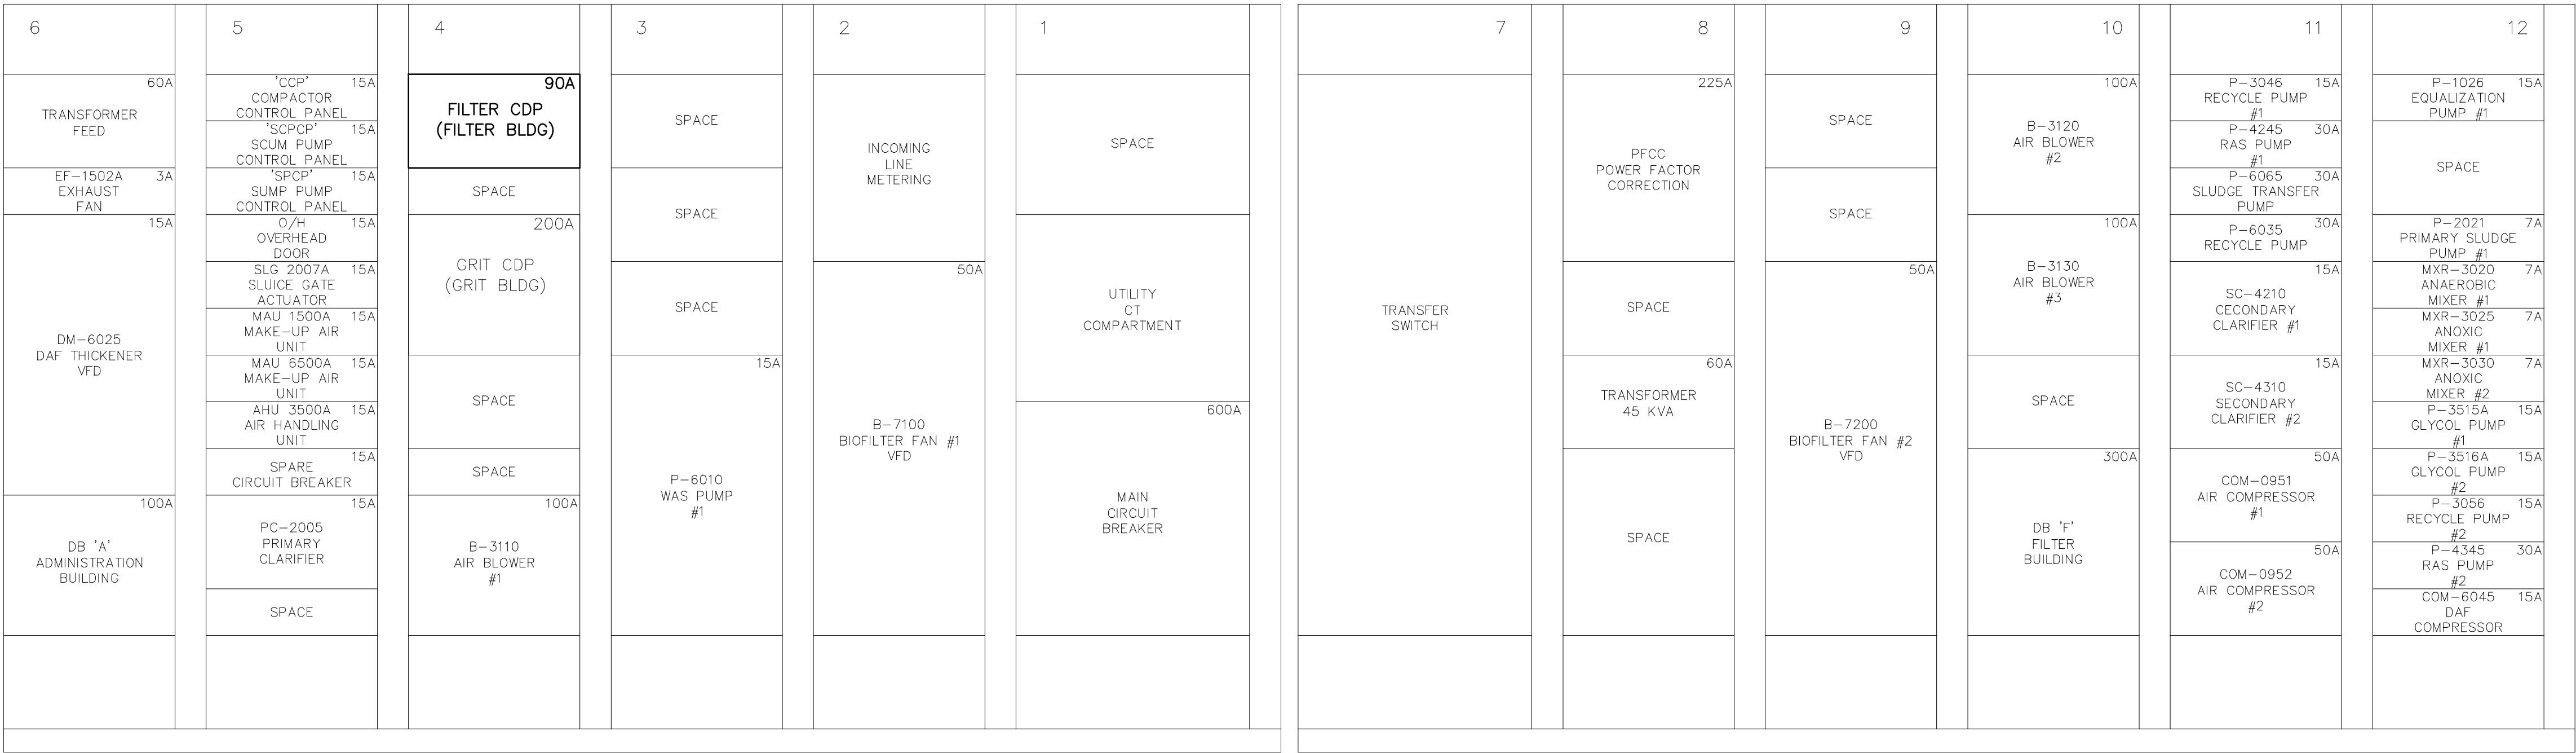 6
60A
TRANSFORMER
FEED
EF-1502A 3A
EXHAUST
FAN
15A
DM-6025
DAF THICKENER
VFD
100A
DB 'A'
ADMINISTRATION
BUILDING
5
'CCP' 15A
COMPACTOR
CONTROL PANEL
'SCPCP' 15A
SCUM PUMP
CONTROL PANEL
'SPCP' 15A
SUMP PUMP
CONTROL PANEL
O/H 15A
OVERHEAD
DOOR
SLG 2007A 15A
SLUICE GATE
ACTUATOR
MAU 1500A 15A
MAKE-UP AIR
UNIT
MAU 6500A 15A
MAKE-UP AIR
UNIT
AHU 3500A 15A
AIR HANDLING
UNIT
15A
SPARE
CIRCUIT BREAKER
15A
PC-2005
PRIMARY
CLARIFIER
SPACE
4
90A
FILTER CDP
(FILTER BLDG)
SPACE
200A
GRIT CDP
(GRIT BLDG)
SPACE
SPACE
100A
B-3110
AIR BLOWER
#1
3
SPACE
SPACE
SPACE
15A
P-6010
WAS PUMP
#1
2
INCOMING
LINE
METERING
50A
B-7100
BIOFILTER FAN #1
VFD
1
SPACE
UTILITY
CT
COMPARTMENT
600A
MAIN
CIRCUIT
BREAKER
7
TRANSFER
SWITCH
8
225A
PFCC
POWER FACTOR
CORRECTION
SPACE
60A
TRANSFORMER
45 KVA
SPACE
9
SPACE
SPACE
50A
B-7200
BIOFILTER FAN #2
VFD
10
100A
B-3120
AIR BLOWER
#2
100A
B-3130
AIR BLOWER
#3
SPACE
300A
DB 'F'
FILTER
BUILDING
11
P-3046 15A
RECYCLE PUMP
#1
P-4245 30A
RAS PUMP
#1
P-6065 30A
SLUDGE TRANSFER
PUMP
30A
P-6035
RECYCLE PUMP
15A
SC-4210
CECONDARY
CLARIFIER #1
15A
SC-4310
SECONDARY
CLARIFIER #2
50A
COM-0951
AIR COMPRESSOR
#1
50A
COM-0952
AIR COMPRESSOR
#2
12
P-1026 15A
EQUALIZATION
PUMP #1
SPACE
P-2021 7A
PRIMARY SLUDGE
PUMP #1
MXR-3020 7A
ANAEROBIC
MIXER #1
MXR-3025 7A
ANOXIC
MIXER #1
MXR-3030 7A
ANOXIC
MIXER #2
P-3515A 15A
GLYCOL PUMP
#1
P-3516A 15A
GLYCOL PUMP
#2
P-3056 15A
RECYCLE PUMP
#2
P-4345 30A
RAS PUMP
#2
COM-6045 15A
DAF
COMPRESSOR